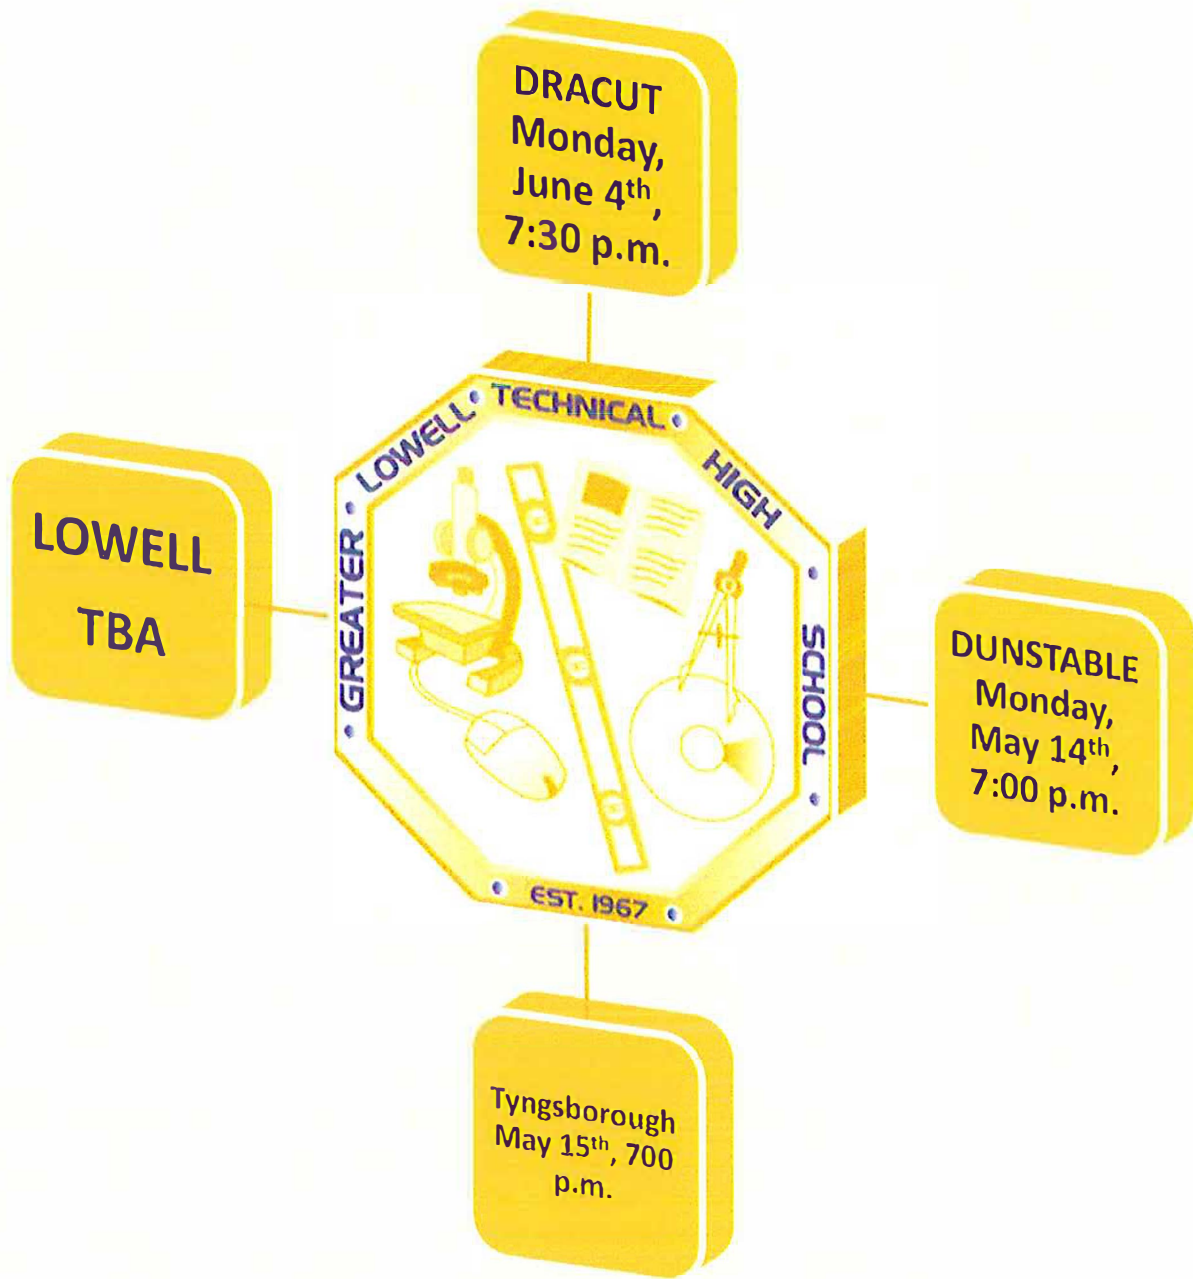 DRACUT
Monday,
June 4th,
7:30 p.m.
GREATER • LOWELL • TECHNICAL • HIGH • SCHOOL
EST. 1967
LOWELL
TBA
DUNSTABLE
Monday,
May 14th,
7:00 p.m.
Tyngsborough
May 15th, 700
p.m.